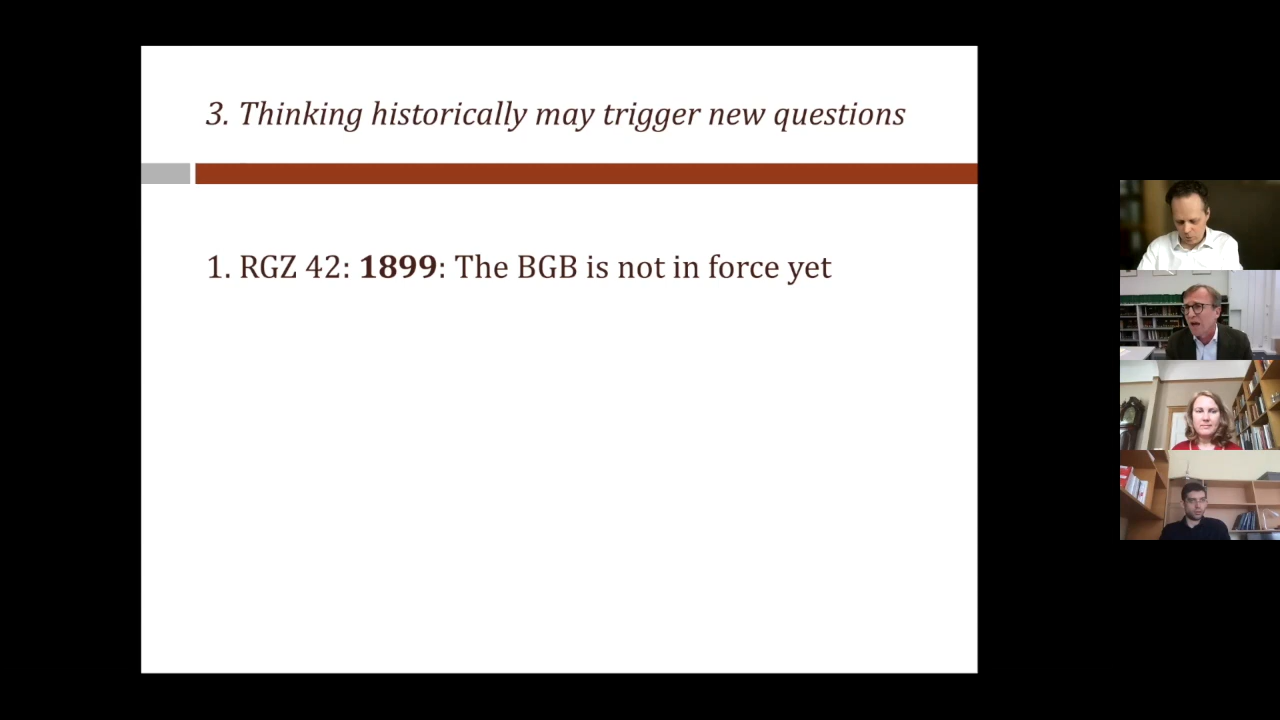 3. Thinking historically may trigger new questions
1. RGZ 42: 1899: The BGB is not in force yet